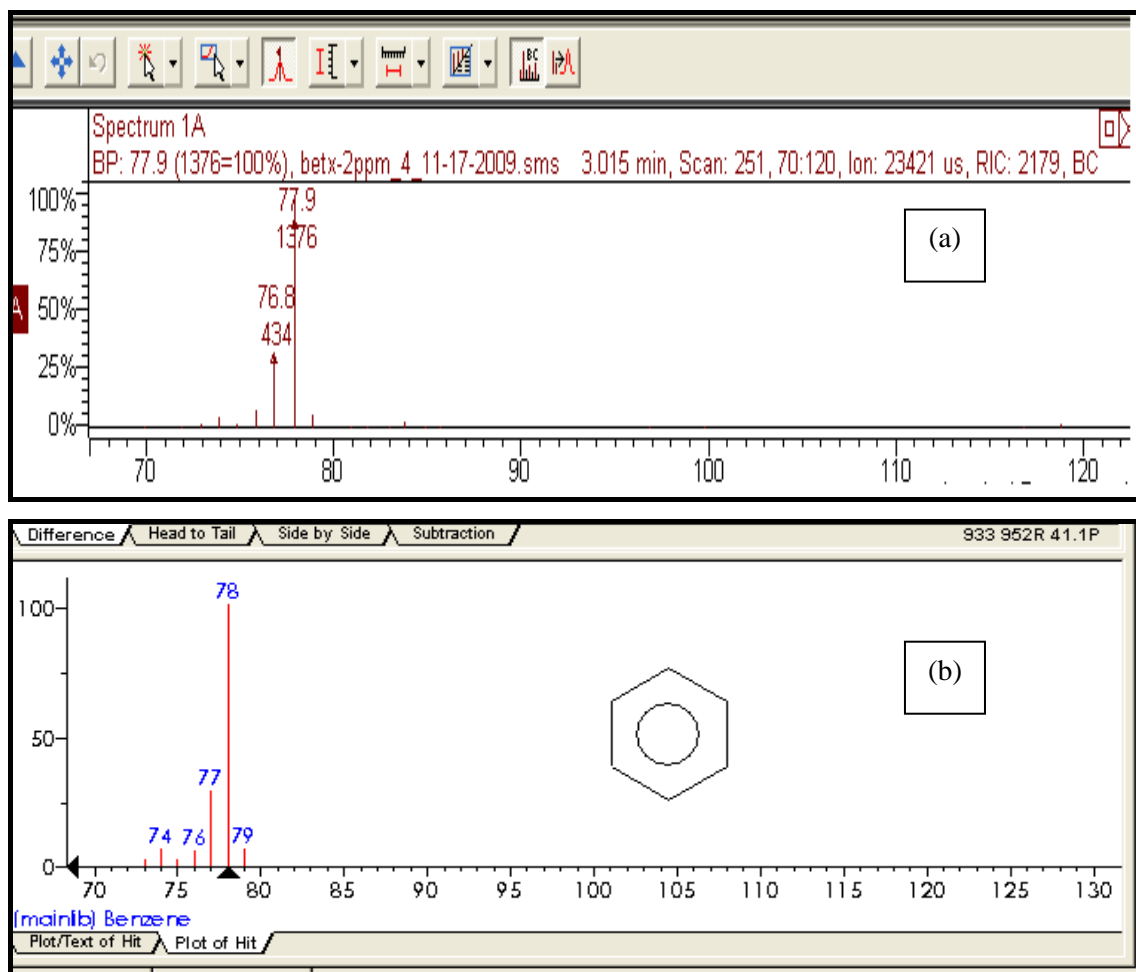 BC
Spectrum 1A
BP: 77.9 (1376=100%), betx-2ppm_4_11-17-2009.sms 3.015 min, Scan: 251, 70:120, Ion: 23421 us, RIC: 2179, BC
100%
75%
50%
25%
0%
A
77.9
1376
76.8
434
(a)
70 80 90 100 110 120
Difference Head to Tail Side by Side Subtraction 933 952R 41.1P
100
50
0
78
77
74 76 79
(b)
70 75 80 85 90 95 100 105 110 115 120 125 130
(mainlib) Benzene
Plot/Text of Hit Plot of Hit